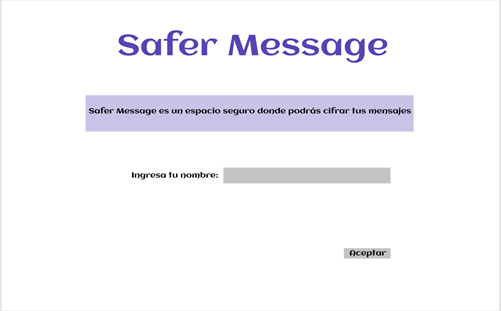 Safer Message
Safer Message es un espacio seguro donde podrás cifrar tus mensajes
Ingresa tu nombre:
Aceptar